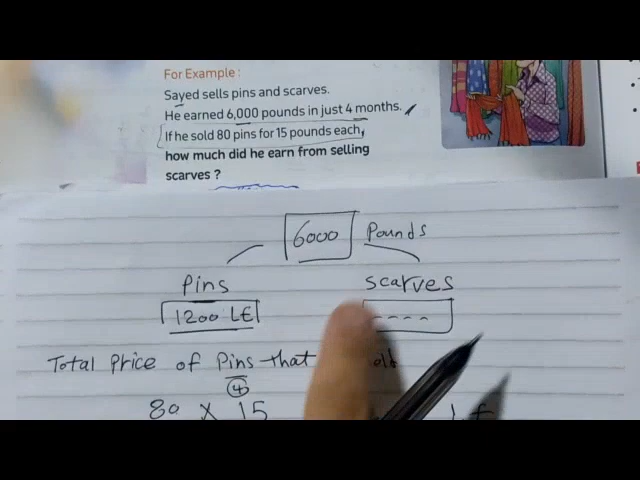 For Example:
Sayed sells pins and scarves.
He earned 6,000 pounds in just 4 months.
If he sold 80 pins for 15 pounds each,
how much did he earn from selling
scarves ?
6000 Pounds
Pins scarves
1200 LE ----
Total Price of Pins that
4
80 X 15